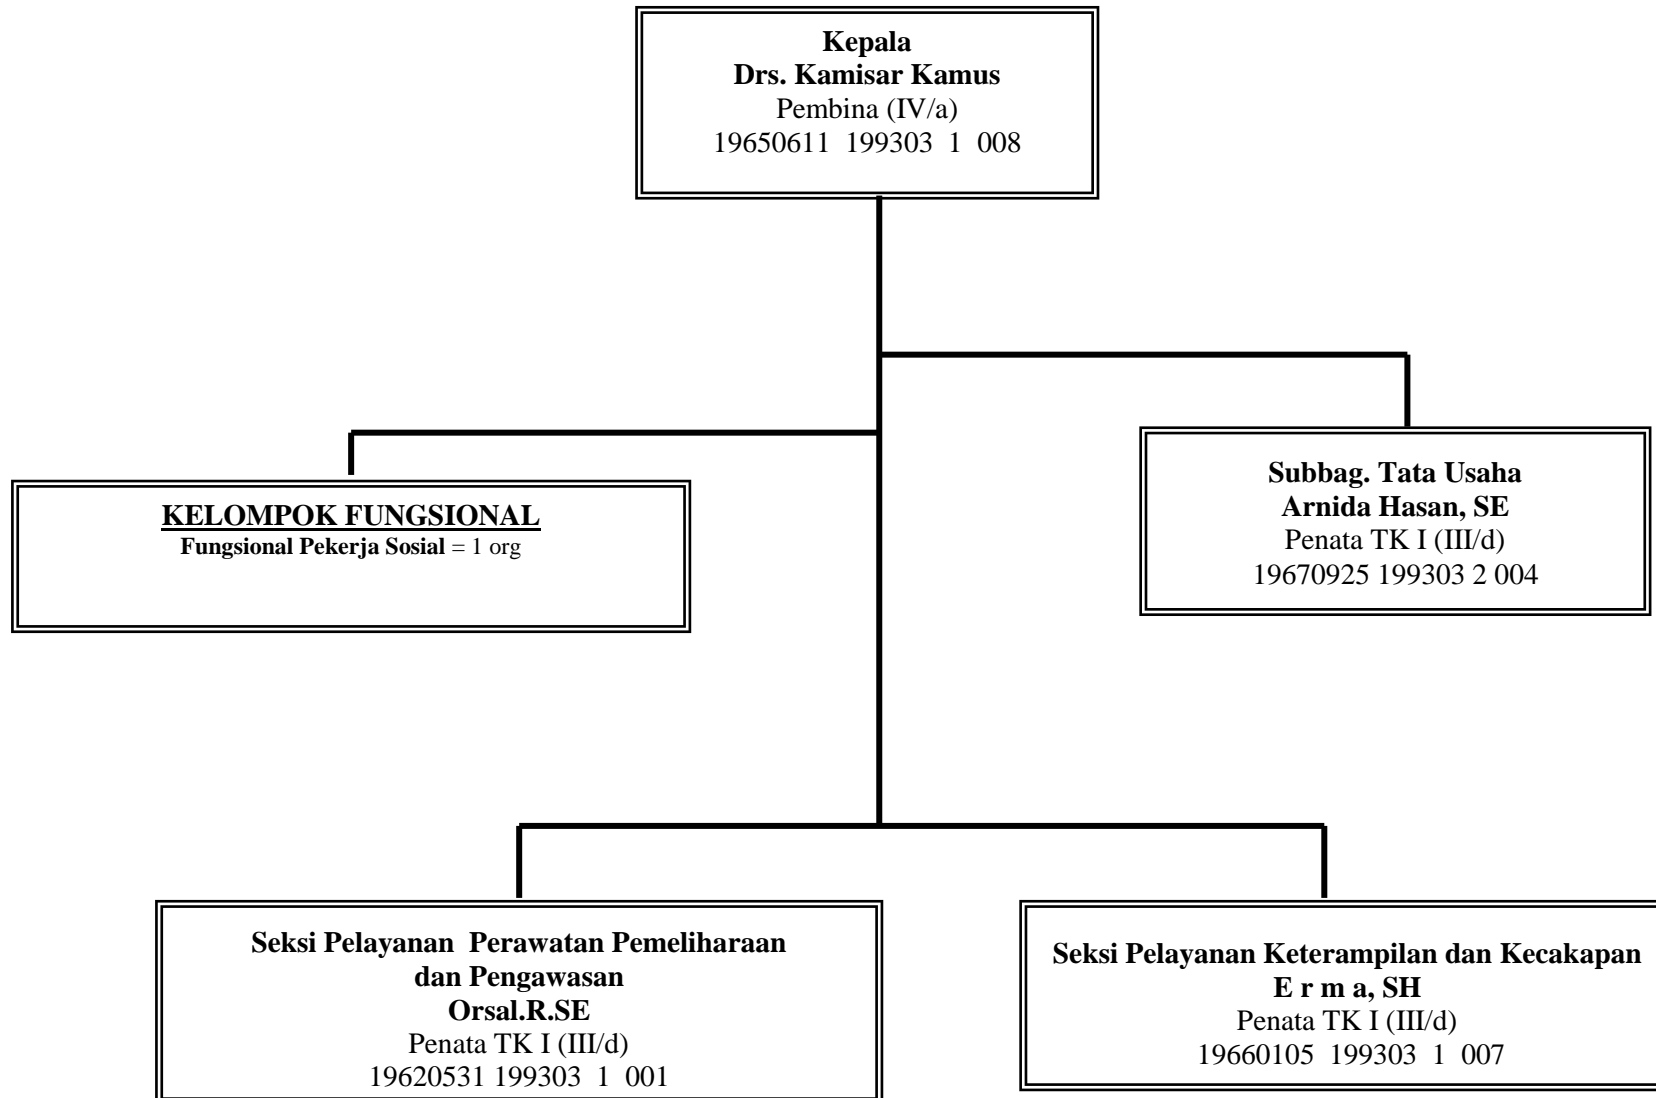 Kepala
Drs. Kamisar Kamus
Pembina (IV/a)
19650611  199303  1  008
KELOMPOK FUNGSIONAL
Fungsional Pekerja Sosial = 1 org
Subbag. Tata Usaha
Arnida Hasan, SE
Penata TK I (III/d)
19670925 199303 2 004
Seksi Pelayanan  Perawatan Pemeliharaan
dan Pengawasan
Orsal.R.SE
Penata TK I (III/d)
19620531 199303  1  001
Seksi Pelayanan Keterampilan dan Kecakapan
E r m a, SH
Penata TK I (III/d)
19660105  199303  1  007